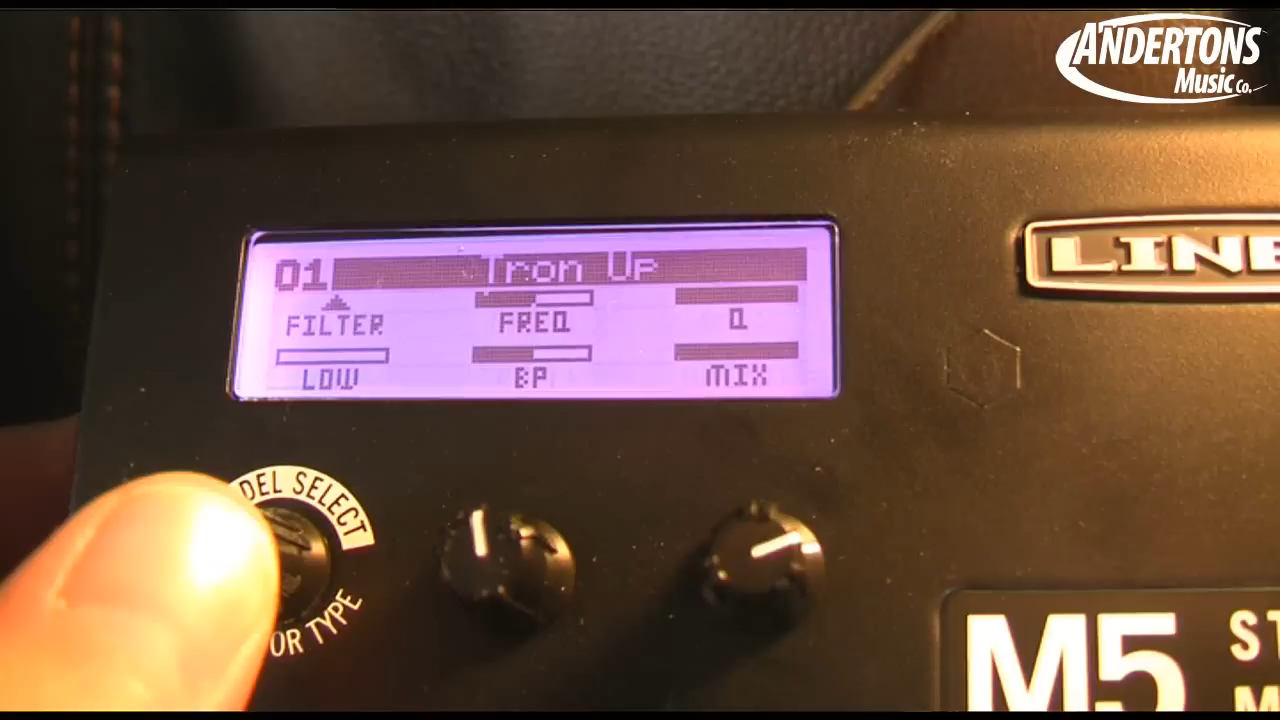 ANDERTONS
Music Co.
01 Tron Up
FILTER FREQ Q
LOW BP MIX
LINE
DEL SELECT
OR TYPE
M5 ST
M